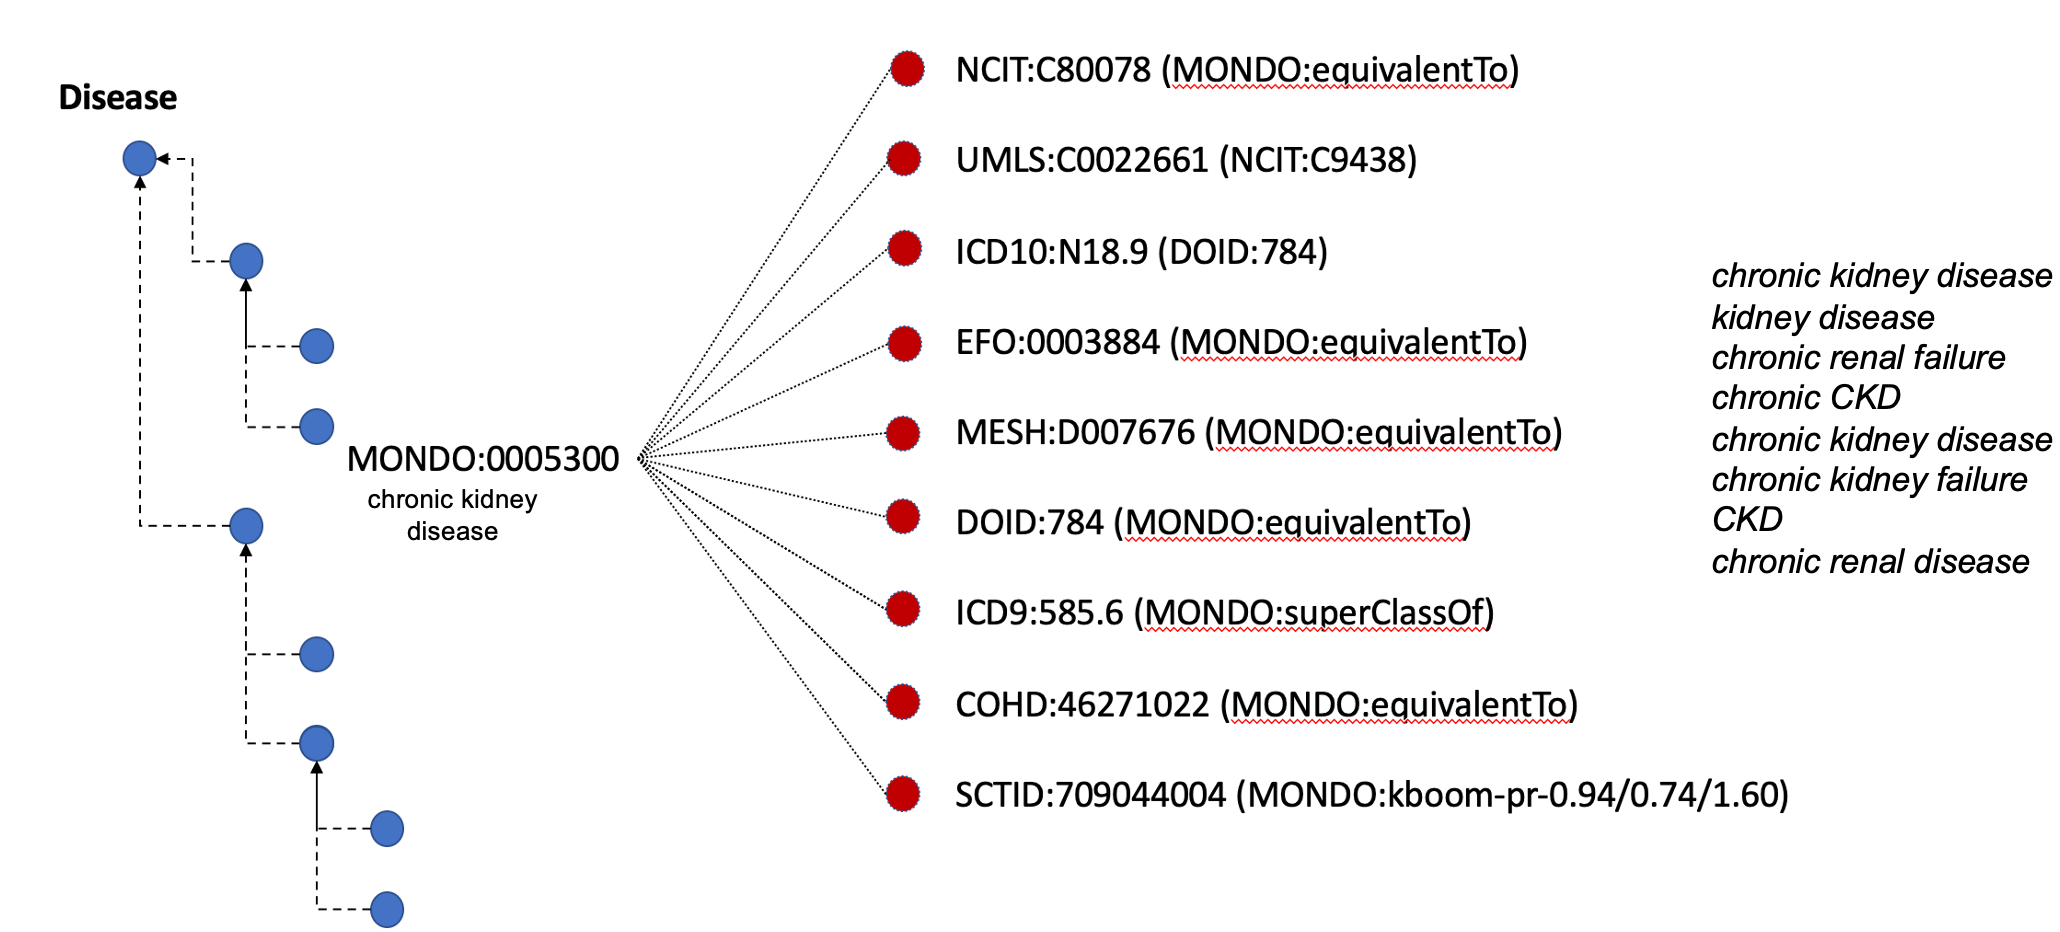 Disease
MONDO:0005300
chronic kidney
disease
NCIT:C80078 (MONDO:equivalentTo)
UMLS:C0022661 (NCIT:C9438)
ICD10:N18.9 (DOID:784)
EFO:0003884 (MONDO:equivalentTo)
MESH:D007676 (MONDO:equivalentTo)
DOID:784 (MONDO:equivalentTo)
ICD9:585.6 (MONDO:superClassOf)
COHD:46271022 (MONDO:equivalentTo)
SCTID:709044004 (MONDO:kboom-pr-0.94/0.74/1.60)
chronic kidney disease
kidney disease
chronic renal failure
chronic CKD
chronic kidney disease
chronic kidney failure
CKD
chronic renal disease